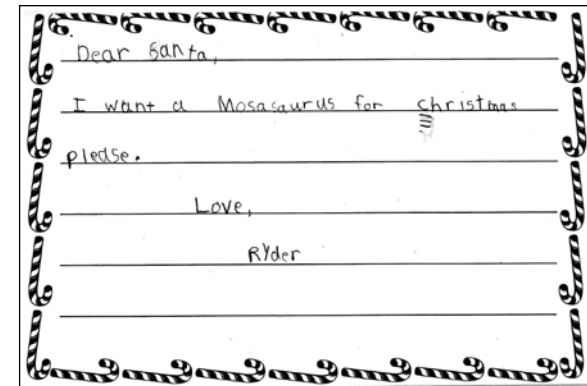 Dear Santa,
I want a Mosasaurus for christmas
please.
Love,
RYder